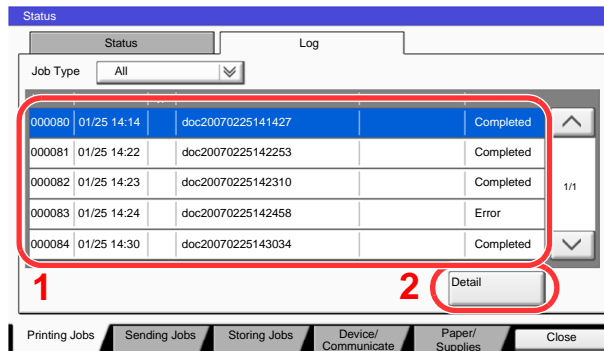 Status
Status Log
Job Type All
000080 01/25 14:14 doc20070225141427 Completed
000081 01/25 14:22 doc20070225142253 Completed
000082 01/25 14:23 doc20070225142310 Completed
1/1
000083 01/25 14:24 doc20070225142458 Error
000084 01/25 14:30 doc20070225143034 Completed
1 2 Detail
Printing Jobs Sending Jobs Storing Jobs Device/ Paper/ Close
Communicate Supplies